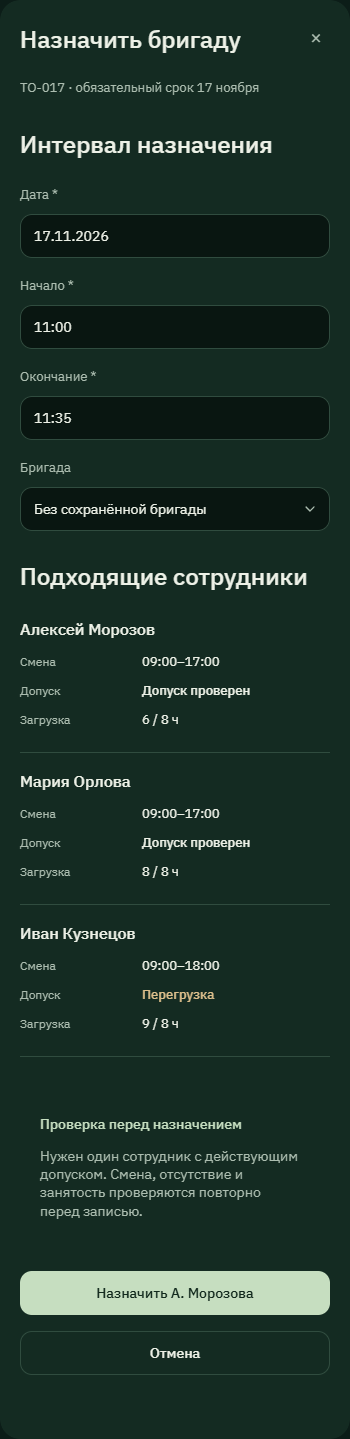 Назначить бригаду
×
ТО-017 · обязательный срок 17 ноября
Интервал назначения
Дата *
17.11.2026
Начало *
11:00
Окончание *
11:35
Бригада
Без сохранённой бригады
Подходящие сотрудники
Алексей Морозов
Смена 09:00–17:00
Допуск Допуск проверен
Загрузка 6 / 8 ч
Мария Орлова
Смена 09:00–17:00
Допуск Допуск проверен
Загрузка 8 / 8 ч
Иван Кузнецов
Смена 09:00–18:00
Допуск Перегрузка
Загрузка 9 / 8 ч
Проверка перед назначением
Нужен один сотрудник с действующим
допуском. Смена, отсутствие и
занятость проверяются повторно
перед записью.
Назначить А. Морозова
Отмена